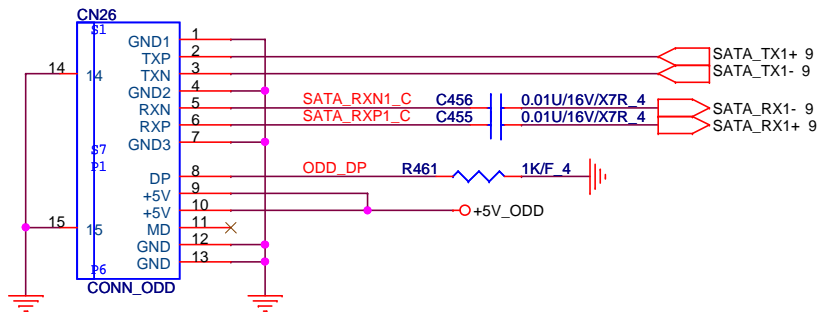 CN26
S1
GND1 1
TXP 2 SATA_TX1+ 9
14 14 TXN 3 SATA_TX1- 9
GND2 4
RXN 5 SATA_RXN1_C C456 0.01U/16V/X7R_4 SATA_RX1- 9
RXP 6 SATA_RXP1_C C455 0.01U/16V/X7R_4 SATA_RX1+ 9
S7 GND3 7
P1
DP 8 ODD_DP R461 1K/F_4
+5V 9
+5V 10 +5V_ODD
15 15 MD 11
GND 12
P6 GND 13
CONN_ODD